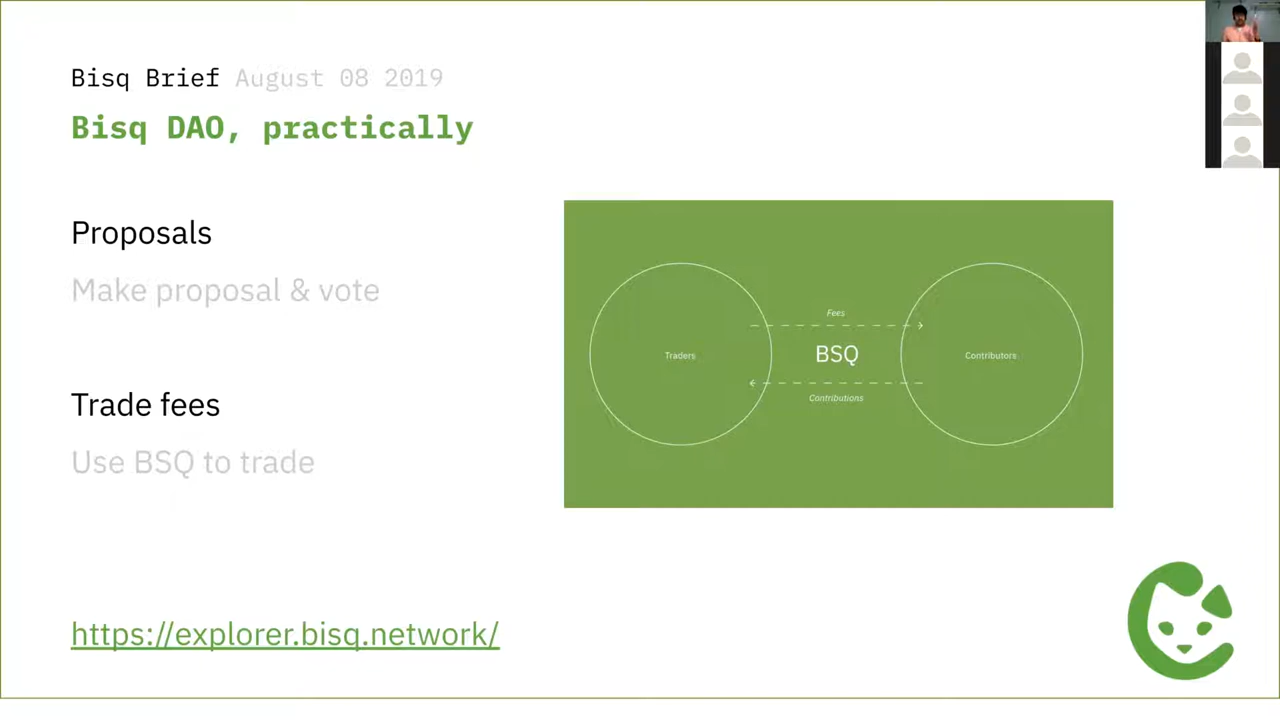 Bisq Brief August 08 2019
Bisq DAO, practically
Proposals
Make proposal & vote
Trade fees
Use BSQ to trade
Fees
Traders
BSQ
Contributors
Contributions
https://explorer.bisq.network/